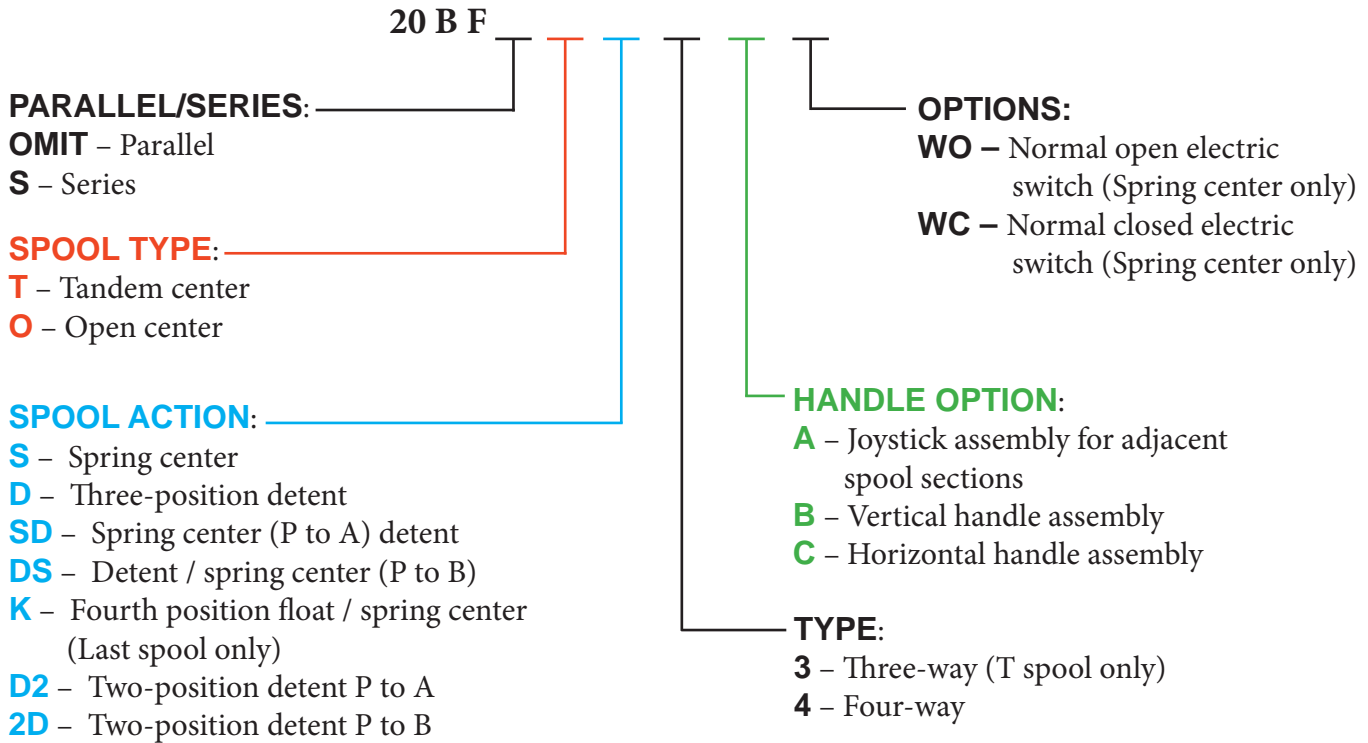 20 B F
PARALLEL/SERIES:
OMIT – Parallel
S – Series
SPOOL TYPE:
T – Tandem center
O – Open center
SPOOL ACTION:
S – Spring center
D – Three-position detent
SD – Spring center (P to A) detent
DS – Detent / spring center (P to B)
K – Fourth position float / spring center
(Last spool only)
D2 – Two-position detent P to A
2D – Two-position detent P to B
OPTIONS:
WO – Normal open electric
switch (Spring center only)
WC – Normal closed electric
switch (Spring center only)
HANDLE OPTION:
A – Joystick assembly for adjacent
spool sections
B – Vertical handle assembly
C – Horizontal handle assembly
TYPE:
3 – Three-way (T spool only)
4 – Four-way